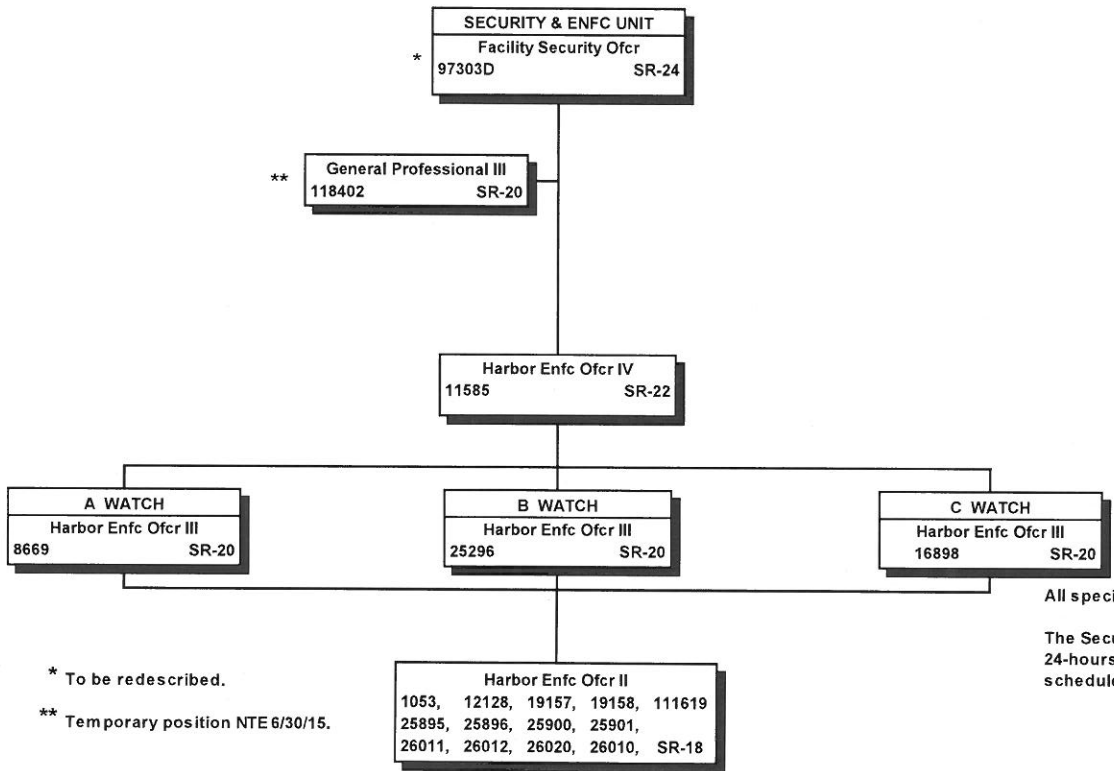 SECURITY & ENFC UNIT
Facility Security Ofcr
* 97303D SR-24
General Professional III
** 118402 SR-20
Harbor Enfc Ofcr IV
11585 SR-22
A WATCH
Harbor Enfc Ofcr III
8669 SR-20
B WATCH
Harbor Enfc Ofcr III
25296 SR-20
C WATCH
Harbor Enfc Ofcr III
16898 SR-20
All speci
The Secu
24-hours
schedule
* To be redescribed.
** Temporary position NTE 6/30/15.
Harbor Enfc Ofcr II
1053, 12128, 19157, 19158, 111619
25895, 25896, 25900, 25901,
26011, 26012, 26020, 26010, SR-18